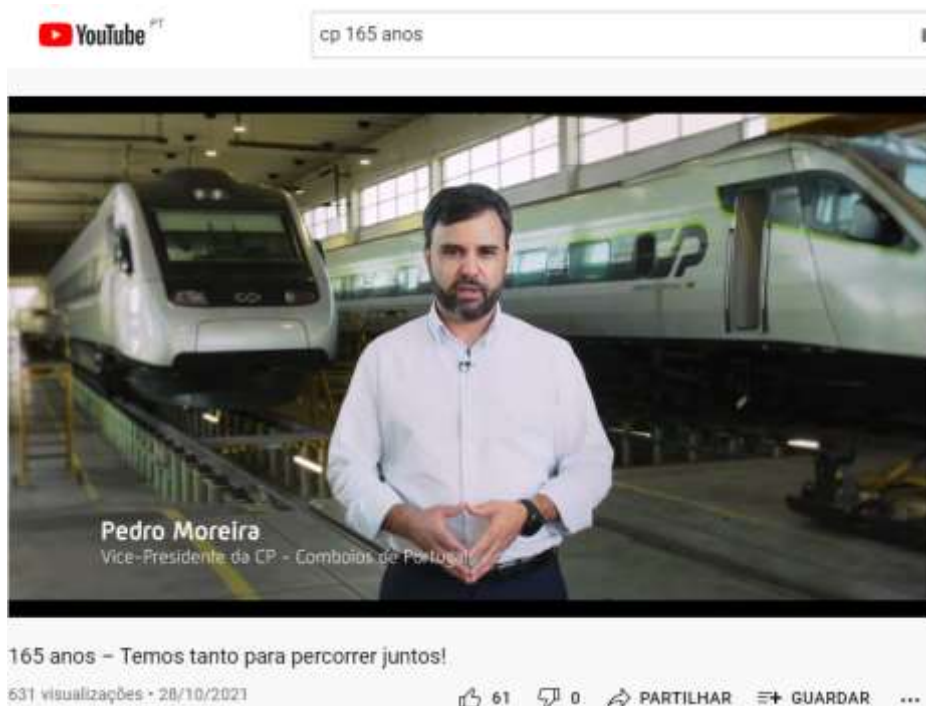 YouTube PT
cp 165 anos
CP
Pedro Moreira
Vice-Presidente da CP - Comboios de Portugal
165 anos – Temos tanto para percorrer juntos!
631 visualizações • 28/10/2021
61 0 PARTILHAR GUARDAR ...